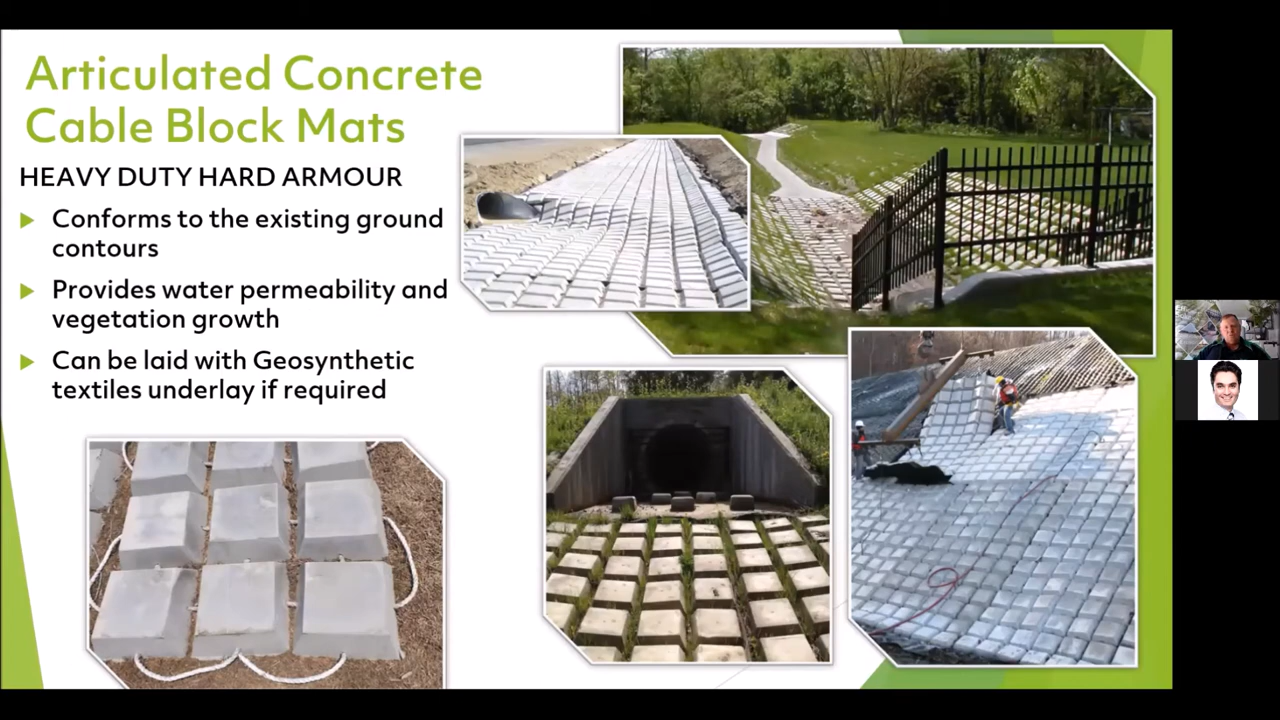 Articulated Concrete
Cable Block Mats
HEAVY DUTY HARD ARMOUR
Conforms to the existing ground
contours
Provides water permeability and
vegetation growth
Can be laid with Geosynthetic
textiles underlay if required